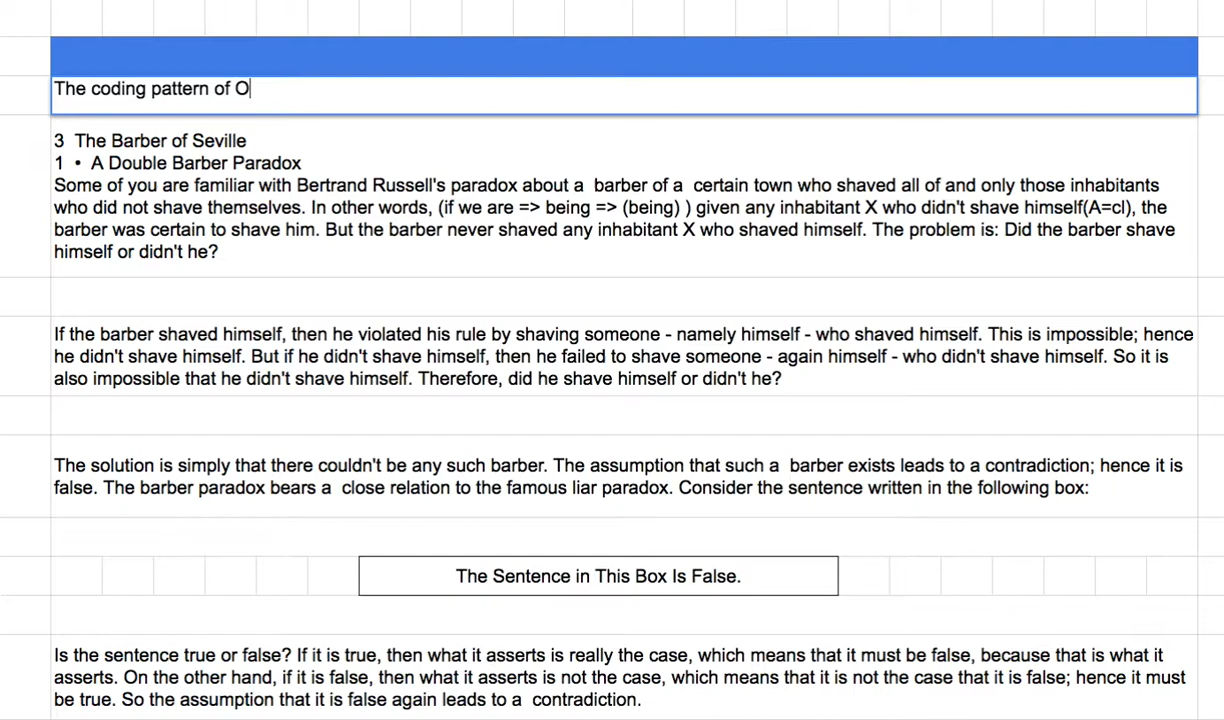 The coding pattern of O
3  The Barber of Seville
1  •  A Double Barber Paradox
Some of you are familiar with Bertrand Russell's paradox about a  barber of a  certain town who shaved all of and only those inhabitants
who did not shave themselves. In other words, (if we are => being => (being) ) given any inhabitant X who didn't shave himself(A=cl), the
barber was certain to shave him. But the barber never shaved any inhabitant X who shaved himself. The problem is: Did the barber shave
himself or didn't he?
If the barber shaved himself, then he violated his rule by shaving someone - namely himself - who shaved himself. This is impossible; hence
he didn't shave himself. But if he didn't shave himself, then he failed to shave someone - again himself - who didn't shave himself. So it is
also impossible that he didn't shave himself. Therefore, did he shave himself or didn't he?
The solution is simply that there couldn't be any such barber. The assumption that such a  barber exists leads to a contradiction; hence it is
false. The barber paradox bears a  close relation to the famous liar paradox. Consider the sentence written in the following box:
The Sentence in This Box Is False.
Is the sentence true or false? If it is true, then what it asserts is really the case, which means that it must be false, because that is what it
asserts. On the other hand, if it is false, then what it asserts is not the case, which means that it is not the case that it is false; hence it must
be true. So the assumption that it is false again leads to a  contradiction.